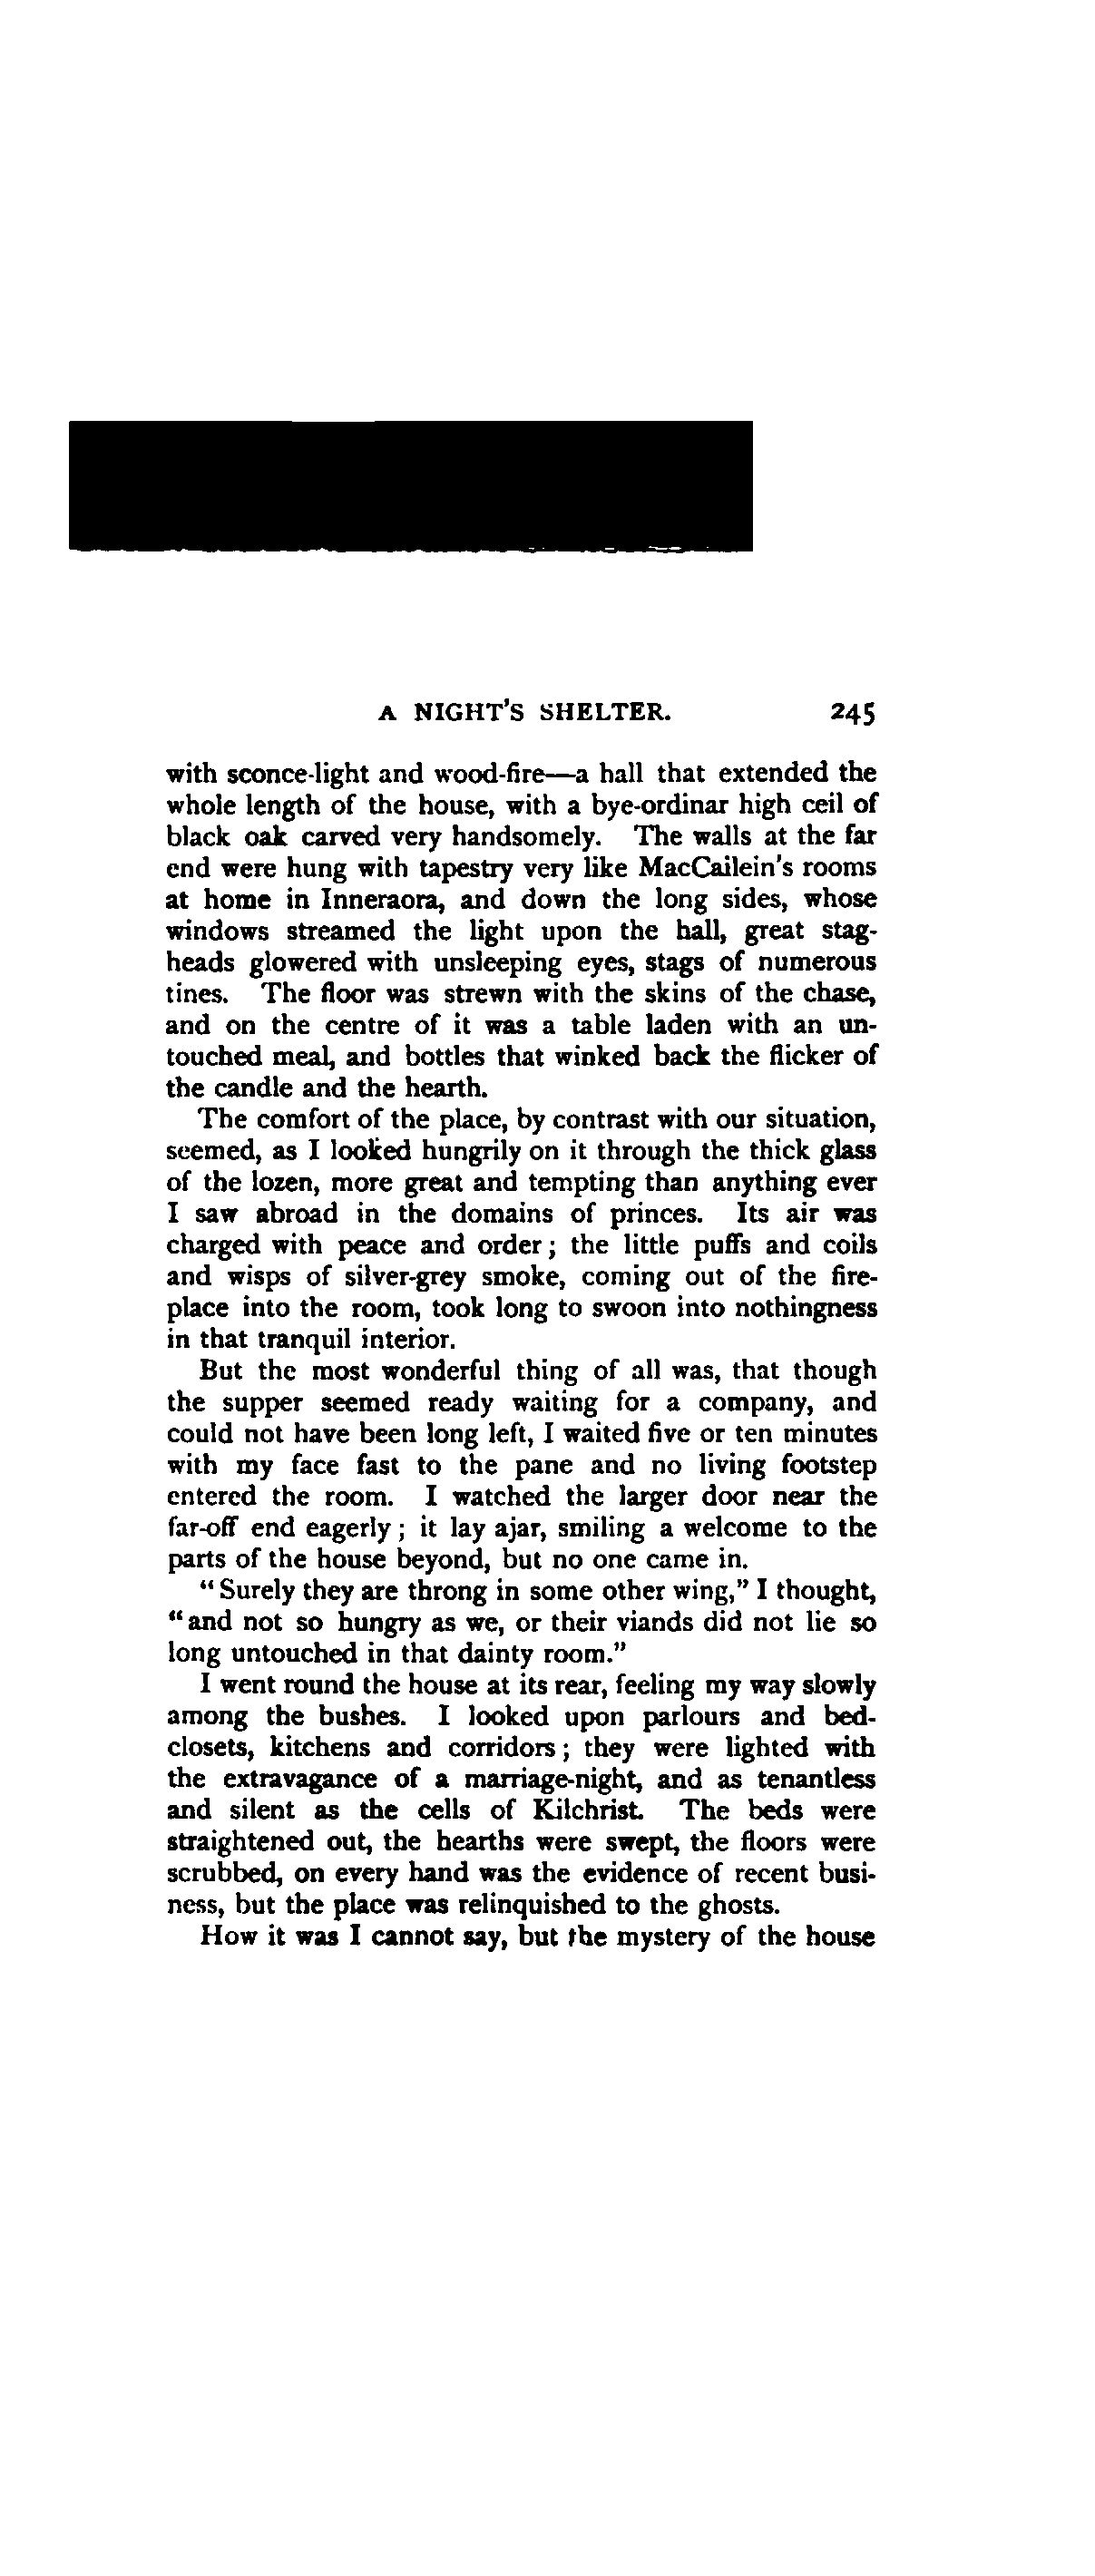 A NIGHT'S SHELTER. 245
with sconce-light and wood-fire—a hall that extended the
whole length of the house, with a bye-ordinar high ceil of
black oak carved very handsomely. The walls at the far
end were hung with tapestry very like MacCailein's rooms
at home in Inneraora, and down the long sides, whose
windows streamed the light upon the hall, great stag-
heads glowered with unsleeping eyes, stags of numerous
tines. The floor was strewn with the skins of the chase,
and on the centre of it was a table laden with an un-
touched meal, and bottles that winked back the flicker of
the candle and the hearth.
The comfort of the place, by contrast with our situation,
seemed, as I looked hungrily on it through the thick glass
of the lozen, more great and tempting than anything ever
I saw abroad in the domains of princes. Its air was
charged with peace and order; the little puffs and coils
and wisps of silver-grey smoke, coming out of the fire-
place into the room, took long to swoon into nothingness
in that tranquil interior.
But the most wonderful thing of all was, that though
the supper seemed ready waiting for a company, and
could not have been long left, I waited five or ten minutes
with my face fast to the pane and no living footstep
entered the room. I watched the larger door near the
far-off end eagerly; it lay ajar, smiling a welcome to the
parts of the house beyond, but no one came in.
"Surely they are throng in some other wing," I thought,
"and not so hungry as we, or their viands did not lie so
long untouched in that dainty room."
I went round the house at its rear, feeling my way slowly
among the bushes. I looked upon parlours and bed-
closets, kitchens and corridors; they were lighted with
the extravagance of a marriage-night, and as tenantless
and silent as the cells of Kilchrist. The beds were
straightened out, the hearths were swept, the floors were
scrubbed, on every hand was the evidence of recent busi-
ness, but the place was relinquished to the ghosts.
How it was I cannot say, but the mystery of the house